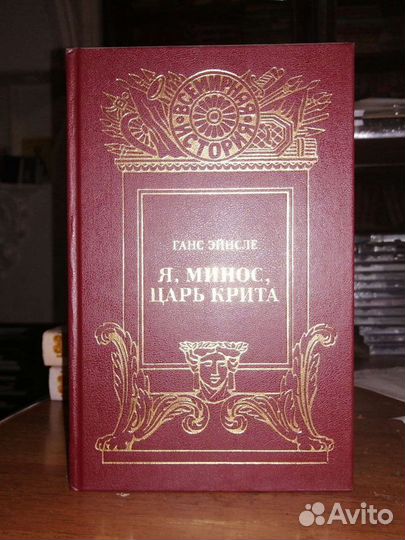 ВСЕМИРНАЯ
ИСТОРИЯ
ГАНС ЭЙНСЛЕ
Я, МИНОС,
ЦАРЬ КРИТА
Avito